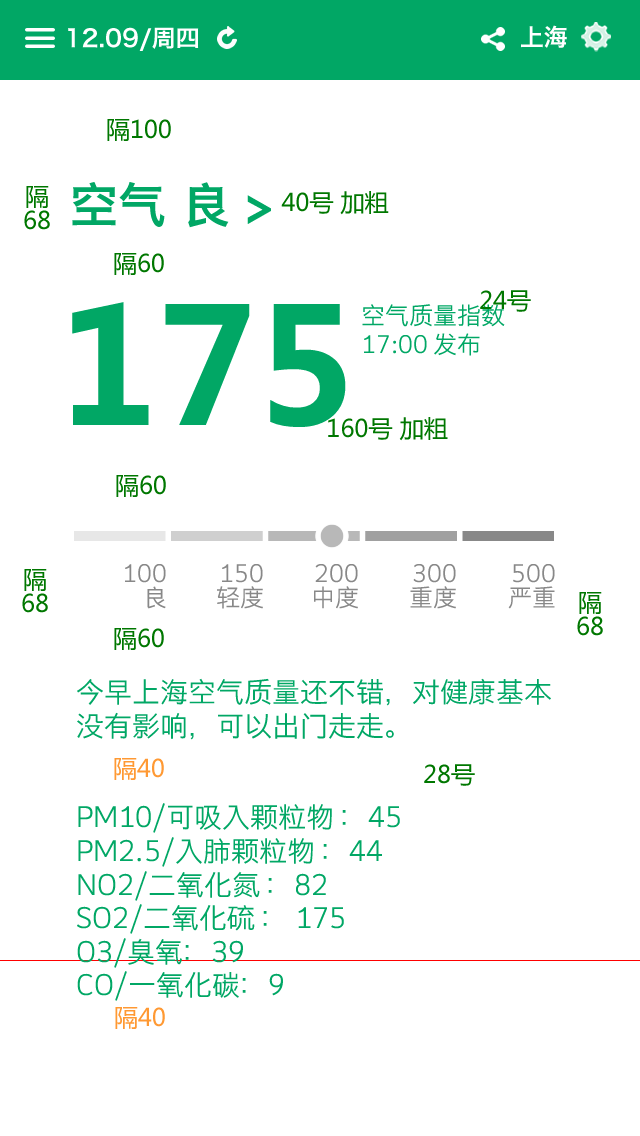 12.09/周四
上海
隔100
隔68
空气 良 >
40号 加粗
隔60
175
24号
空气质量指数
17:00 发布
160号 加粗
隔60
100 150 200 300 500
良 轻度 中度 重度 严重
隔68
隔68
隔60
今早上海空气质量还不错，对健康基本
没有影响，可以出门走走。
隔40
28号
PM10/可吸入颗粒物： 45
PM2.5/入肺颗粒物： 44
NO2/二氧化氮： 82
SO2/二氧化硫： 175
O3/臭氧： 39
CO/一氧化碳： 9
隔40